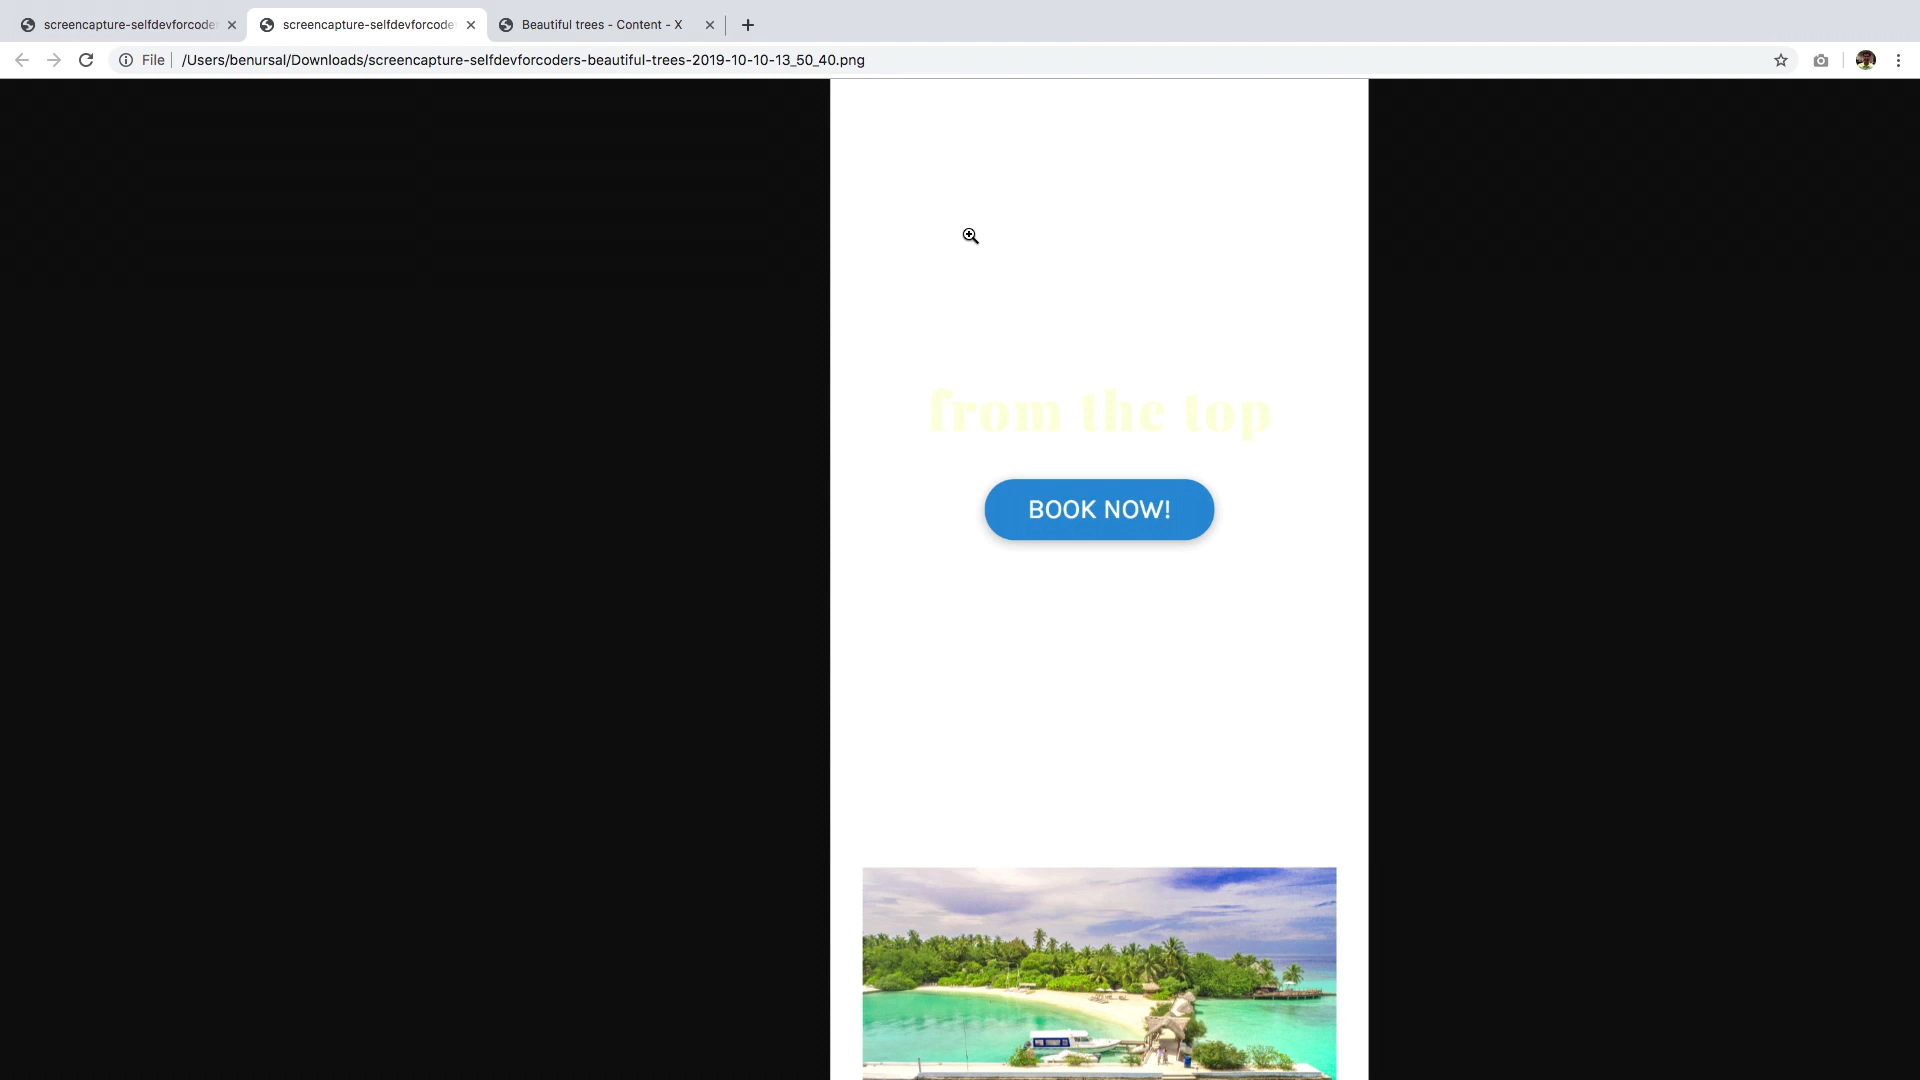 screencapture-selfdevforcoder
screencapture-selfdevforcode
Beautiful trees - Content - X
File
/Users/benursal/Downloads/screencapture-selfdevforcoders-beautiful-trees-2019-10-10-13_50_40.png
from the top
BOOK NOW!